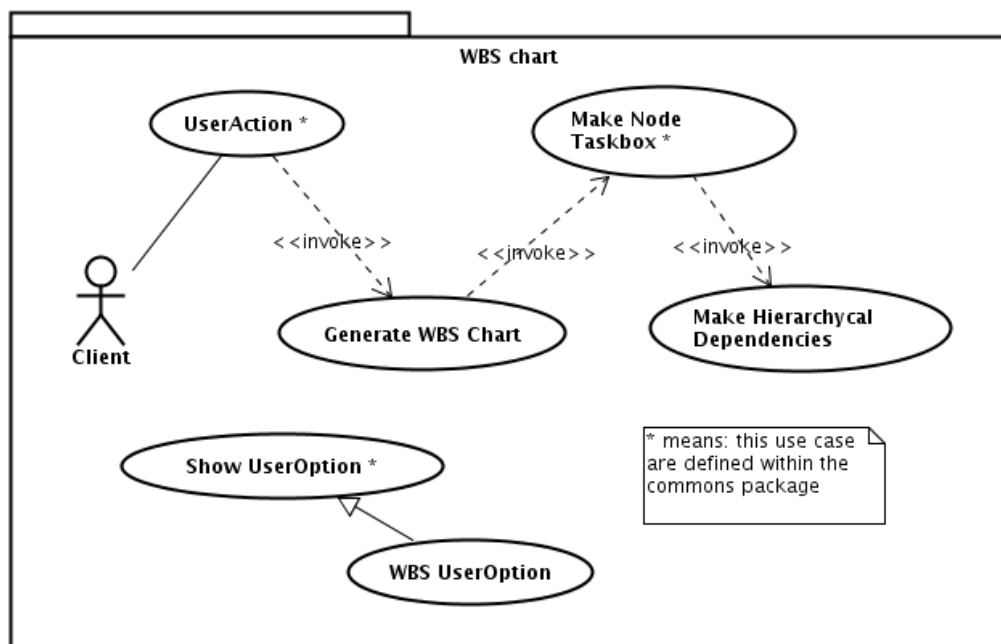 WBS chart
UserAction *
Make Node
Taskbox *
<<invoke>>
<<invoke>>
<<invoke>>
Generate WBS Chart
Make Hierarchycal
Dependencies
Client
Show UserOption *
* means: this use case
are defined within the
commons package
WBS UserOption